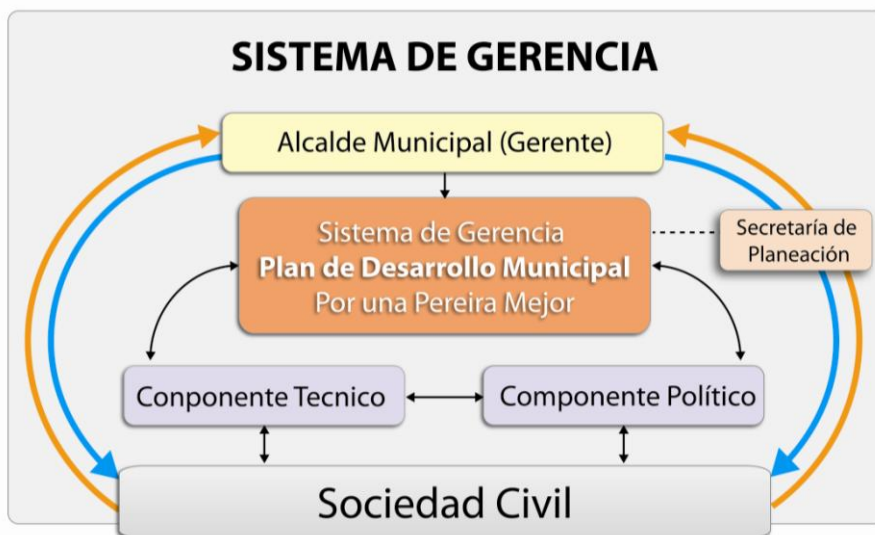 SISTEMA DE GERENCIA
Alcalde Municipal (Gerente)
Sistema de Gerencia
Plan de Desarrollo Municipal
Por una Pereira Mejor
Secretaría de
Planeación
Conponente Tecnico
Componente Político
Sociedad Civil